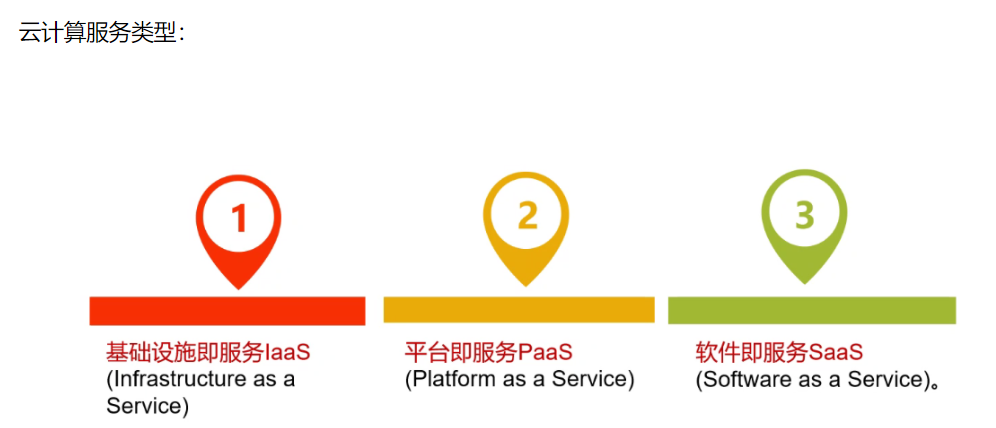 云计算服务类型：
1
2
3
基础设施即服务IaaS
(Infrastructure as a
Service)
平台即服务PaaS
(Platform as a Service)
软件即服务SaaS
(Software as a Service)。